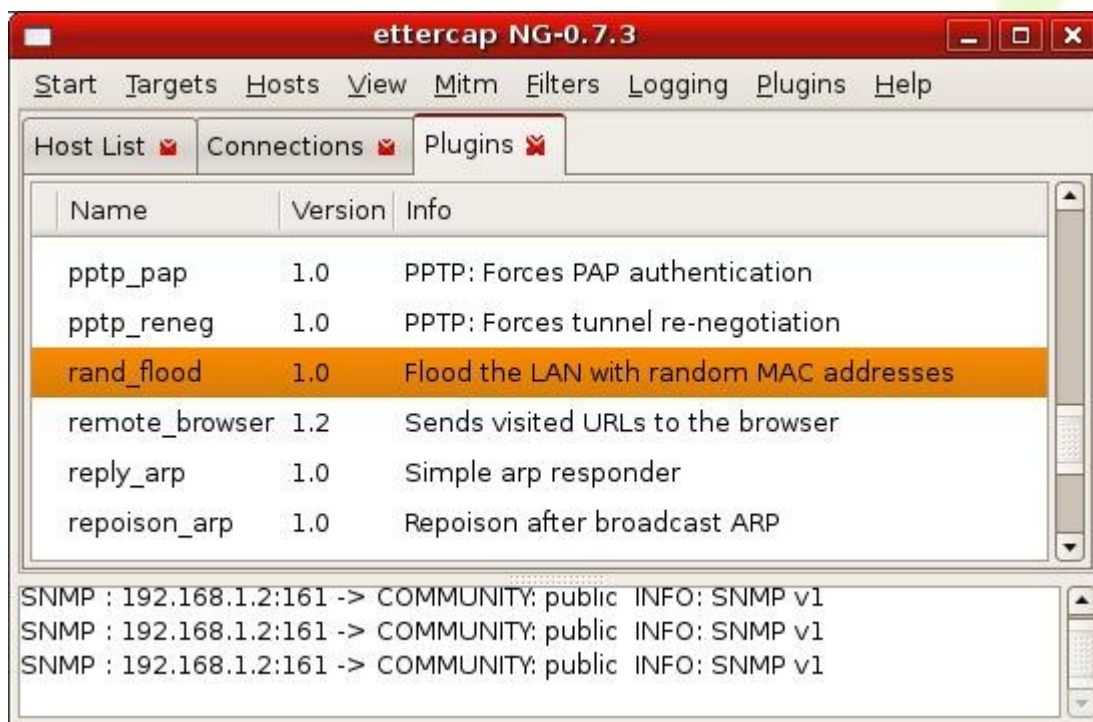 ettercap NG-0.7.3
Start Targets Hosts View Mitm Filters Logging Plugins Help
Host List Connections Plugins
Name Version Info
pptp_pap 1.0 PPTP: Forces PAP authentication
pptp_reneg 1.0 PPTP: Forces tunnel re-negotiation
rand_flood 1.0 Flood the LAN with random MAC addresses
remote_browser 1.2 Sends visited URLs to the browser
reply_arp 1.0 Simple arp responder
repoison_arp 1.0 Repoison after broadcast ARP
SNMP : 192.168.1.2:161 -> COMMUNITY: public INFO: SNMP v1
SNMP : 192.168.1.2:161 -> COMMUNITY: public INFO: SNMP v1
SNMP : 192.168.1.2:161 -> COMMUNITY: public INFO: SNMP v1